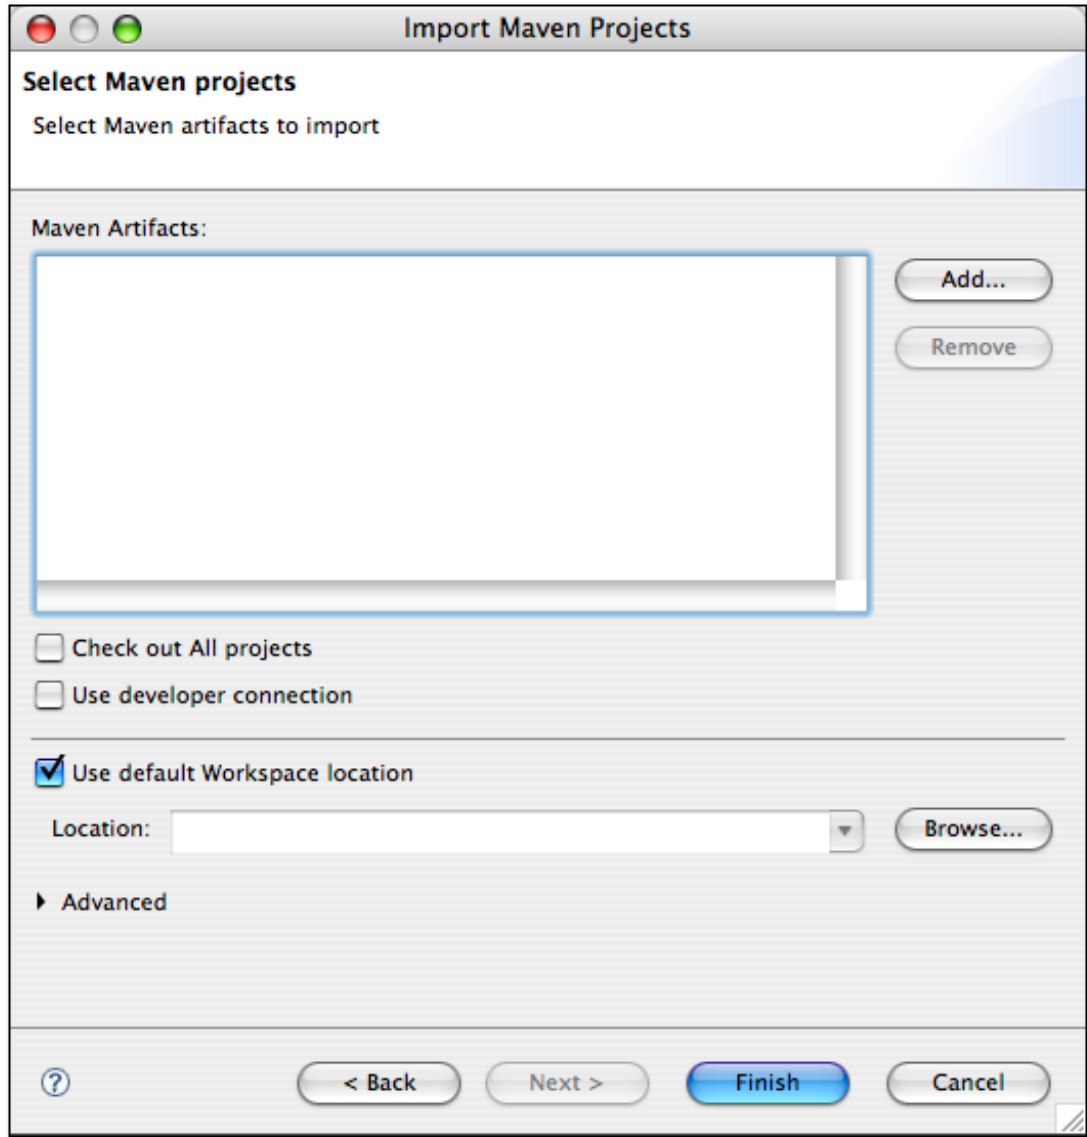 Import Maven Projects
Select Maven projects
Select Maven artifacts to import
Maven Artifacts:
Add...
Remove
Check out All projects
Use developer connection
Use default Workspace location
Location:
Browse...
Advanced
?
< Back
Next >
Finish
Cancel